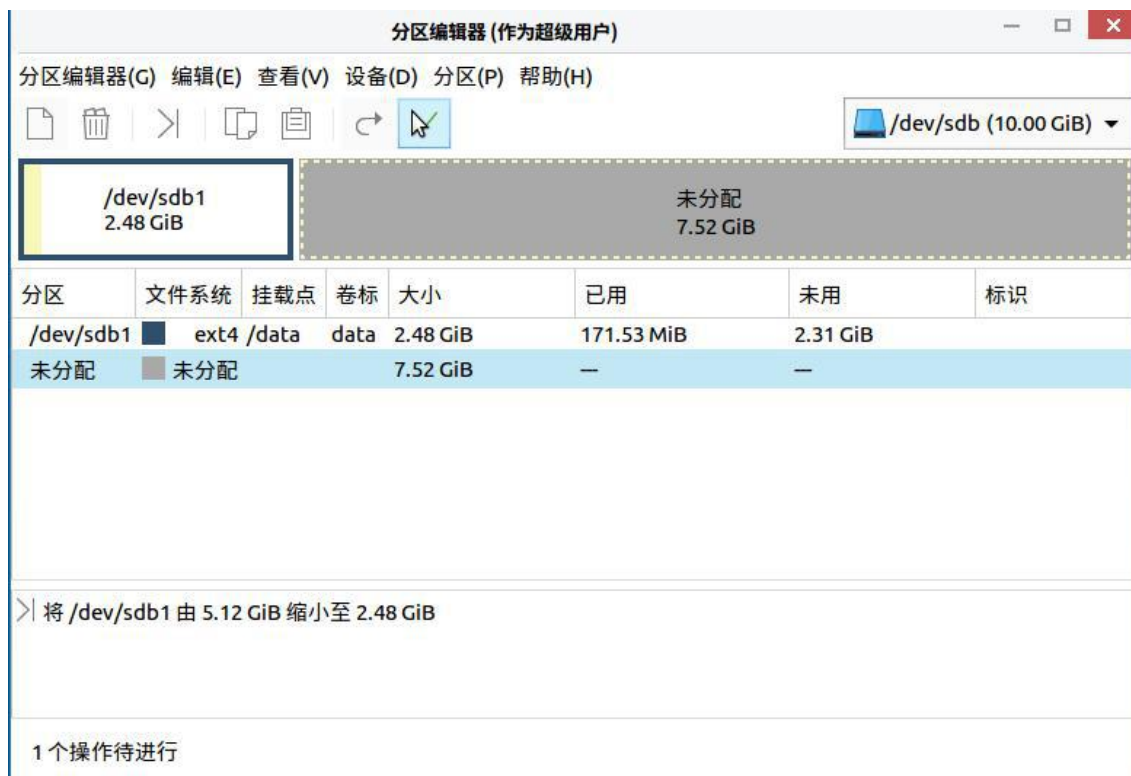 分区编辑器 (作为超级用户)
分区编辑器(G) 编辑(E) 查看(V) 设备(D) 分区(P) 帮助(H)
/dev/sdb (10.00 GiB)
/dev/sdb1
2.48 GiB
未分配
7.52 GiB
分区 文件系统 挂载点 卷标 大小 已用 未用 标识
/dev/sdb1 ext4 /data data 2.48 GiB 171.53 MiB 2.31 GiB
未分配 未分配 7.52 GiB --- ---
将 /dev/sdb1 由 5.12 GiB 缩小至 2.48 GiB
1 个操作待进行